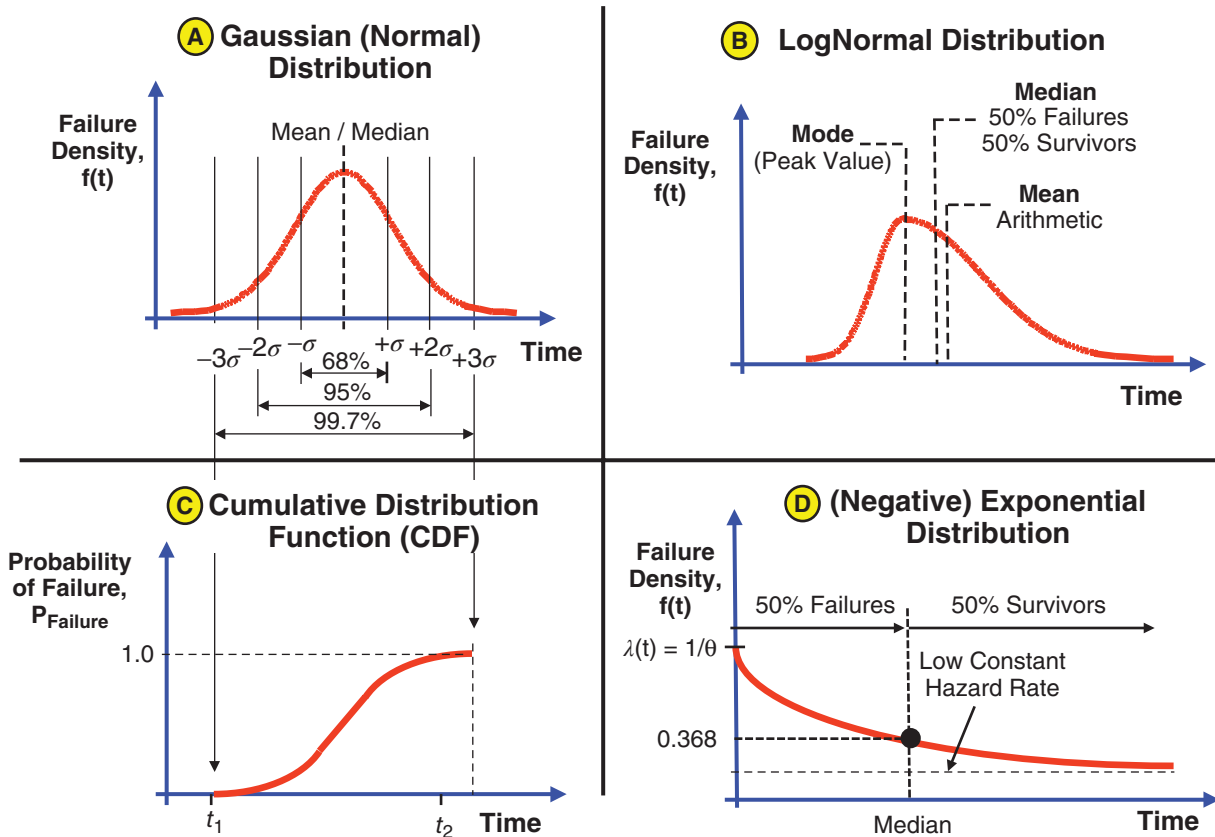 A Gaussian (Normal)
Distribution
Failure
Density,
f(t)
Mean / Median
Time
−3σ −2σ −σ +σ +2σ +3σ
68%
95%
99.7%
B LogNormal Distribution
Failure
Density,
f(t)
Mode
(Peak Value)
Median
50% Failures
50% Survivors
Mean
Arithmetic
Time
C Cumulative Distribution
Function (CDF)
Probability
of Failure,
PFailure
1.0
t1 t2 Time
D (Negative) Exponential
Distribution
Failure
Density,
f(t)
50% Failures 50% Survivors
λ(t) = 1/θ
Low Constant
Hazard Rate
0.368
Median
Time